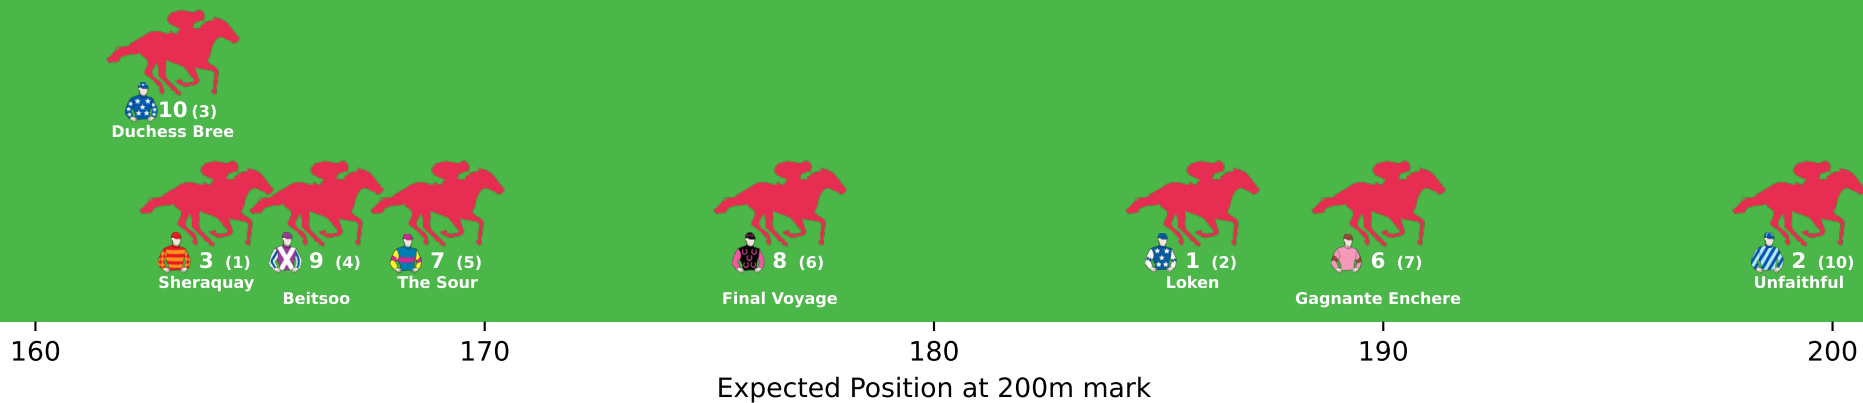 10 (3)
Duchess Bree
3 (1) 9 (4) 7 (5) 8 (6) 1 (2) 6 (7) 2 (10)
Sheraquay The Sour Loken Unfaithful
Beitsoo Final Voyage Gagnante Enchere
160 170 180 190 200
Expected Position at 200m mark